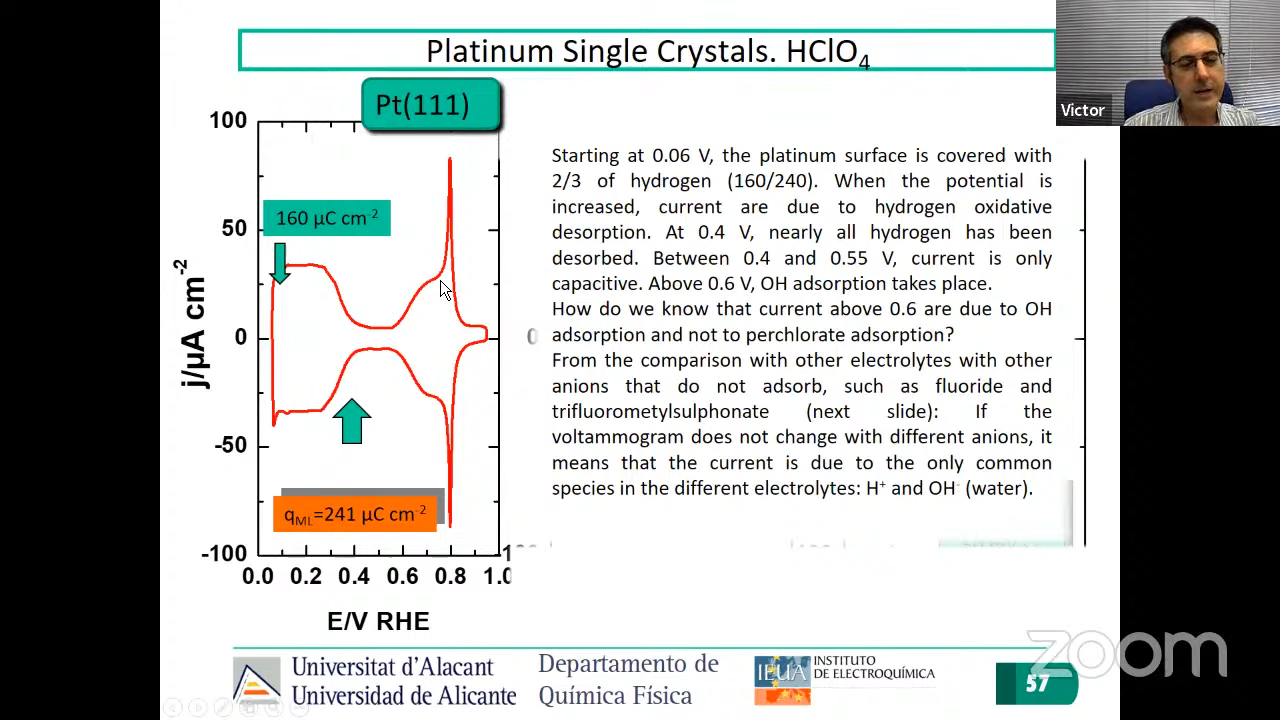 Platinum Single Crystals. HClO4
Victor
Pt(111)
100
50
0
-50
-100
j/µA cm-2
160 µC cm-2
qML=241 µC cm-2
0.0 0.2 0.4 0.6 0.8 1.0
E/V RHE
0
Starting at 0.06 V, the platinum surface is covered with
2/3 of hydrogen (160/240). When the potential is
increased, current are due to hydrogen oxidative
desorption. At 0.4 V, nearly all hydrogen has been
desorbed. Between 0.4 and 0.55 V, current is only
capacitive. Above 0.6 V, OH adsorption takes place.
How do we know that current above 0.6 are due to OH
adsorption and not to perchlorate adsorption?
From the comparison with other electrolytes with other
anions that do not adsorb, such as fluoride and
trifluorometylsulphonate (next slide): If the
voltammogram does not change with different anions, it
means that the current is due to the only common
species in the different electrolytes: H+ and OH- (water).
Universitat d'Alacant
Universidad de Alicante
Departamento de
Química Física
IEUA
INSTITUTO
DE ELECTROQUÍMICA
57
zoom